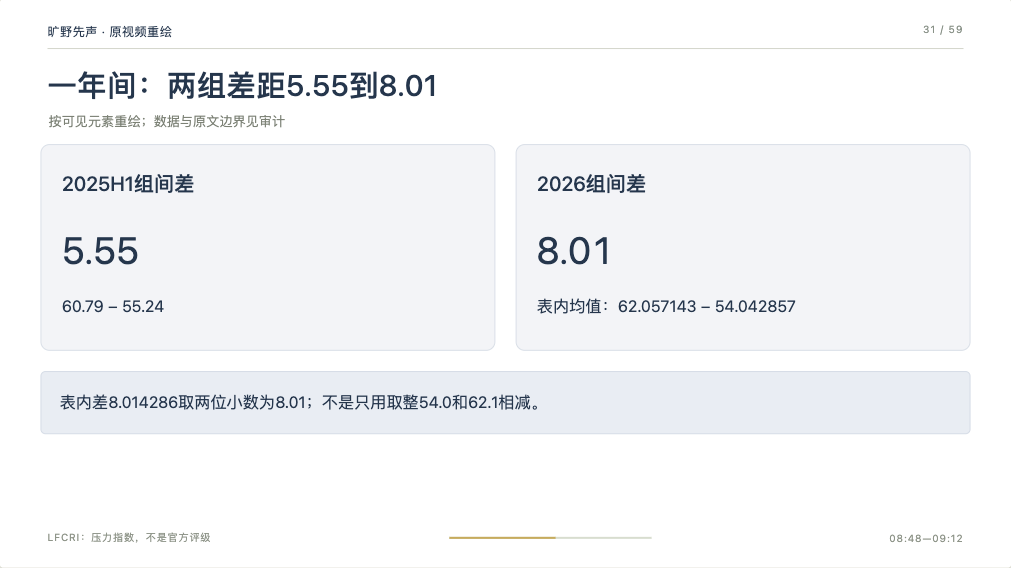 旷野先声 · 原视频重绘
31 / 59
一年间：两组差距5.55到8.01
按可见元素重绘；数据与原文边界见审计
2025H1组间差
5.55
60.79 – 55.24
2026组间差
8.01
表内均值：62.057143 – 54.042857
表内差8.014286取两位小数为8.01；不是只用取整54.0和62.1相减。
LFCRI：压力指数，不是官方评级
08:48—09:12